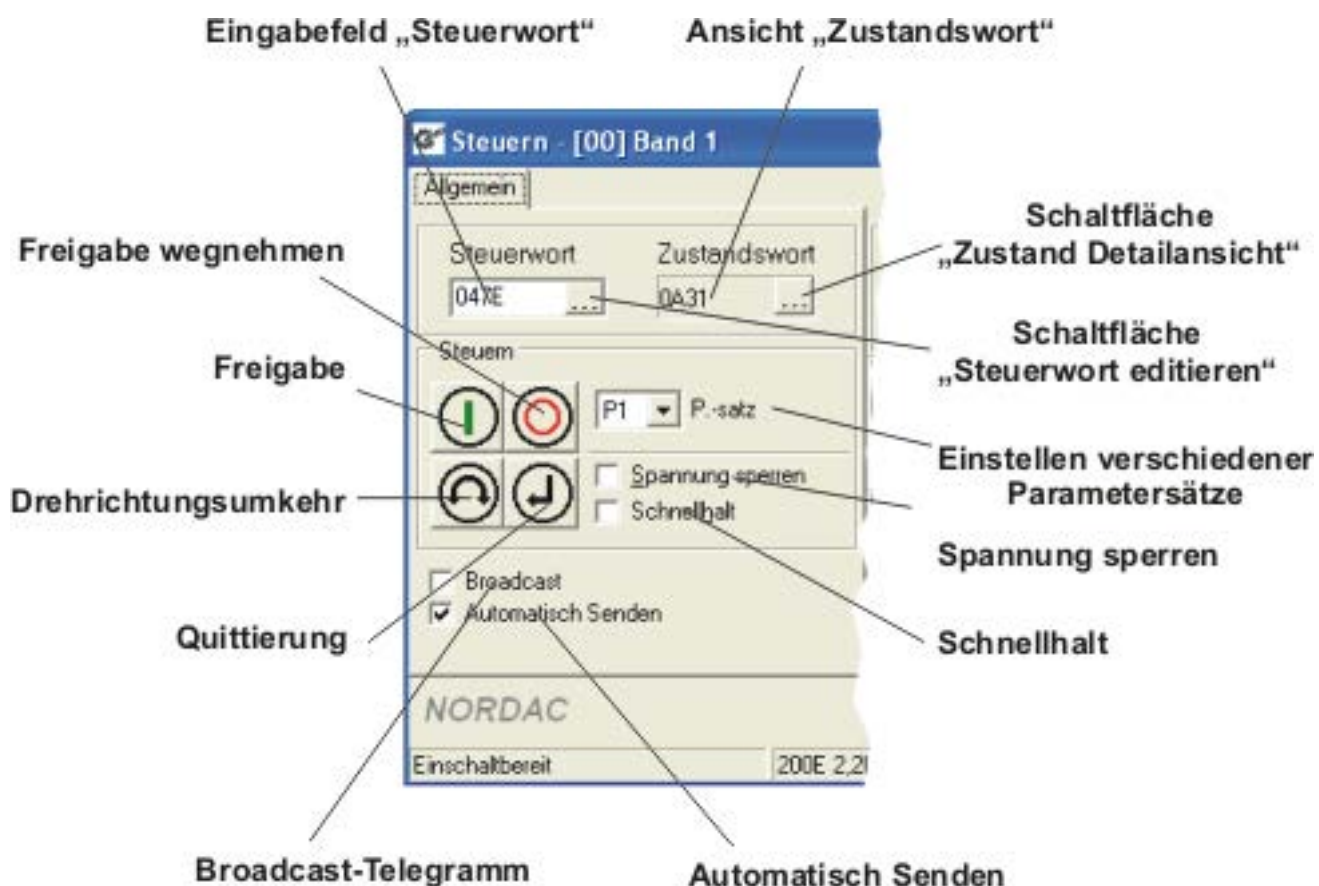 Eingabefeld „Steuerwort“
Ansicht „Zustandswort“
Steuern - [00] Band 1
Allgemein
Schaltfläche
„Zustand Detailansicht“
Freigabe wegnehmen
Steuerwort
Zustandswort
047E
...
0A31
...
Schaltfläche
„Steuerwort editieren“
Steuern
Freigabe
P1
P.-satz
Einstellen verschiedener
Parametersätze
Drehrichtungsumkehr
Spannung sperren
Schnellhalt
Spannung sperren
Broadcast
Automatisch Senden
Quittierung
Schnellhalt
NORDAC
Einschaltbereit
200E 2,2
Broadcast-Telegramm
Automatisch Senden